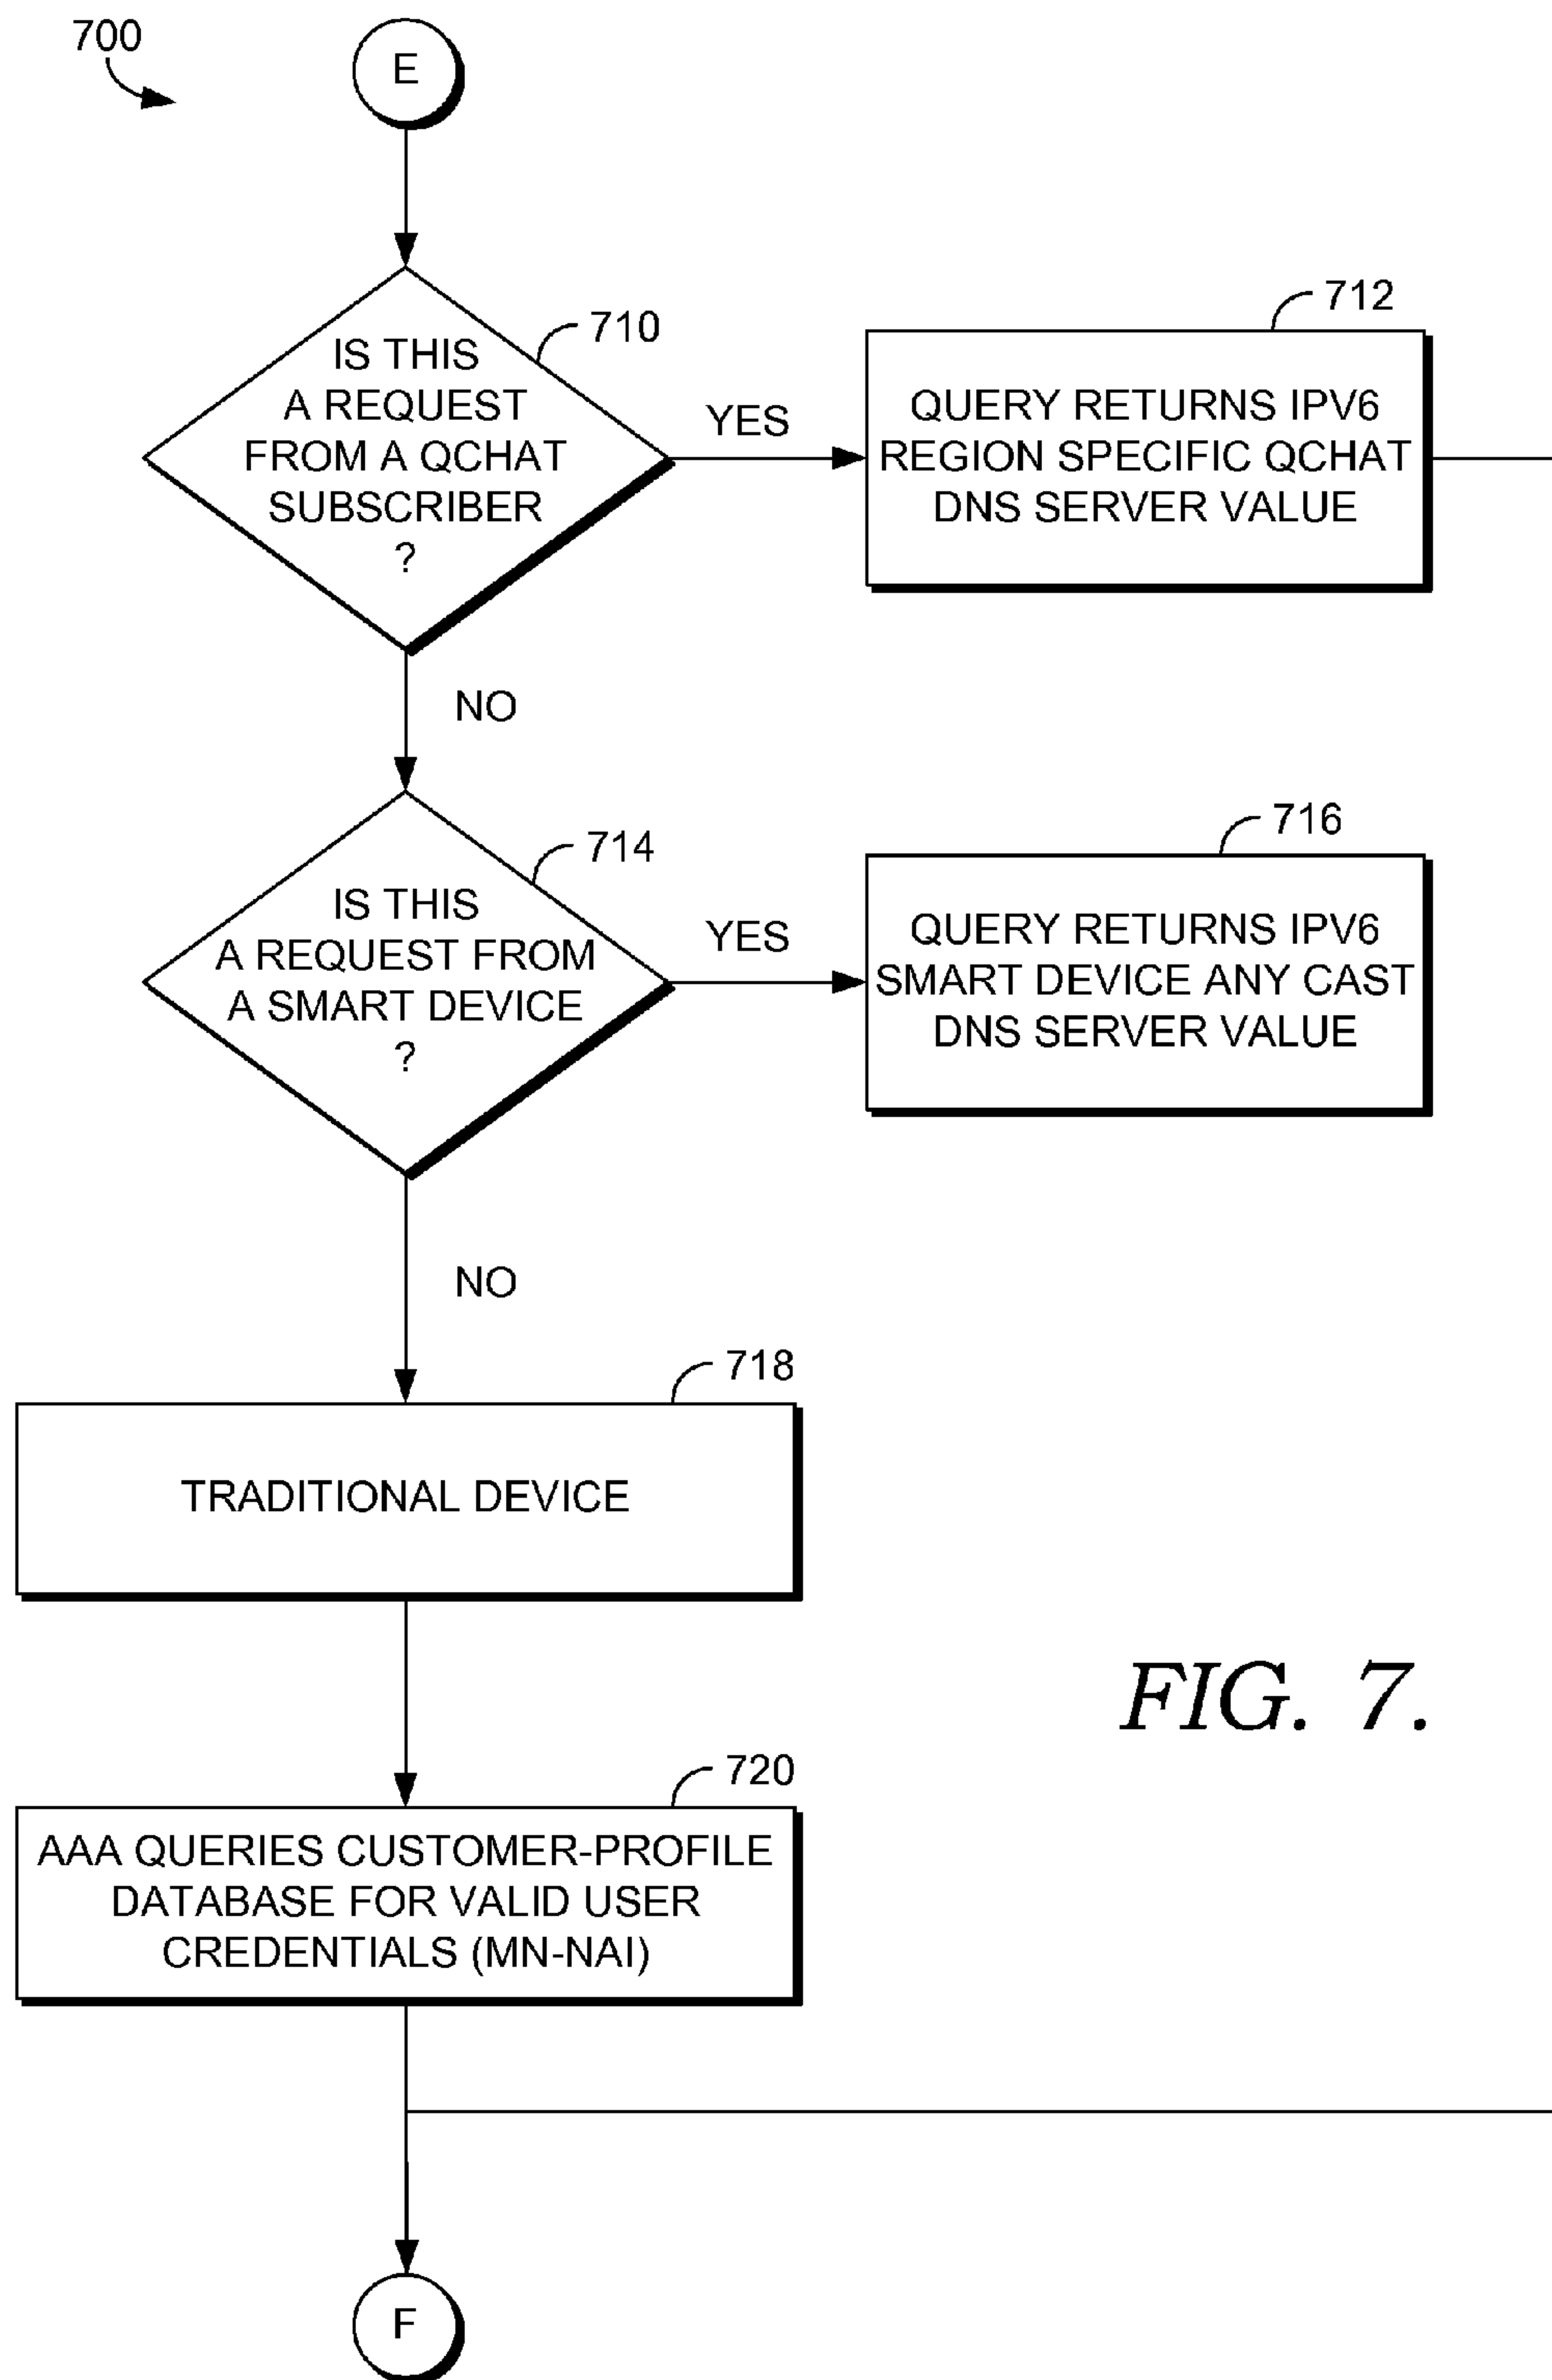 700
E
IS THIS
A REQUEST
FROM A QCHAT
SUBSCRIBER
?
710
YES
712
QUERY RETURNS IPV6
REGION SPECIFIC QCHAT
DNS SERVER VALUE
NO
IS THIS
A REQUEST FROM
A SMART DEVICE
?
714
YES
716
QUERY RETURNS IPV6
SMART DEVICE ANY CAST
DNS SERVER VALUE
NO
718
TRADITIONAL DEVICE
FIG. 7.
720
AAA QUERIES CUSTOMER-PROFILE
DATABASE FOR VALID USER
CREDENTIALS (MN-NAI)
F